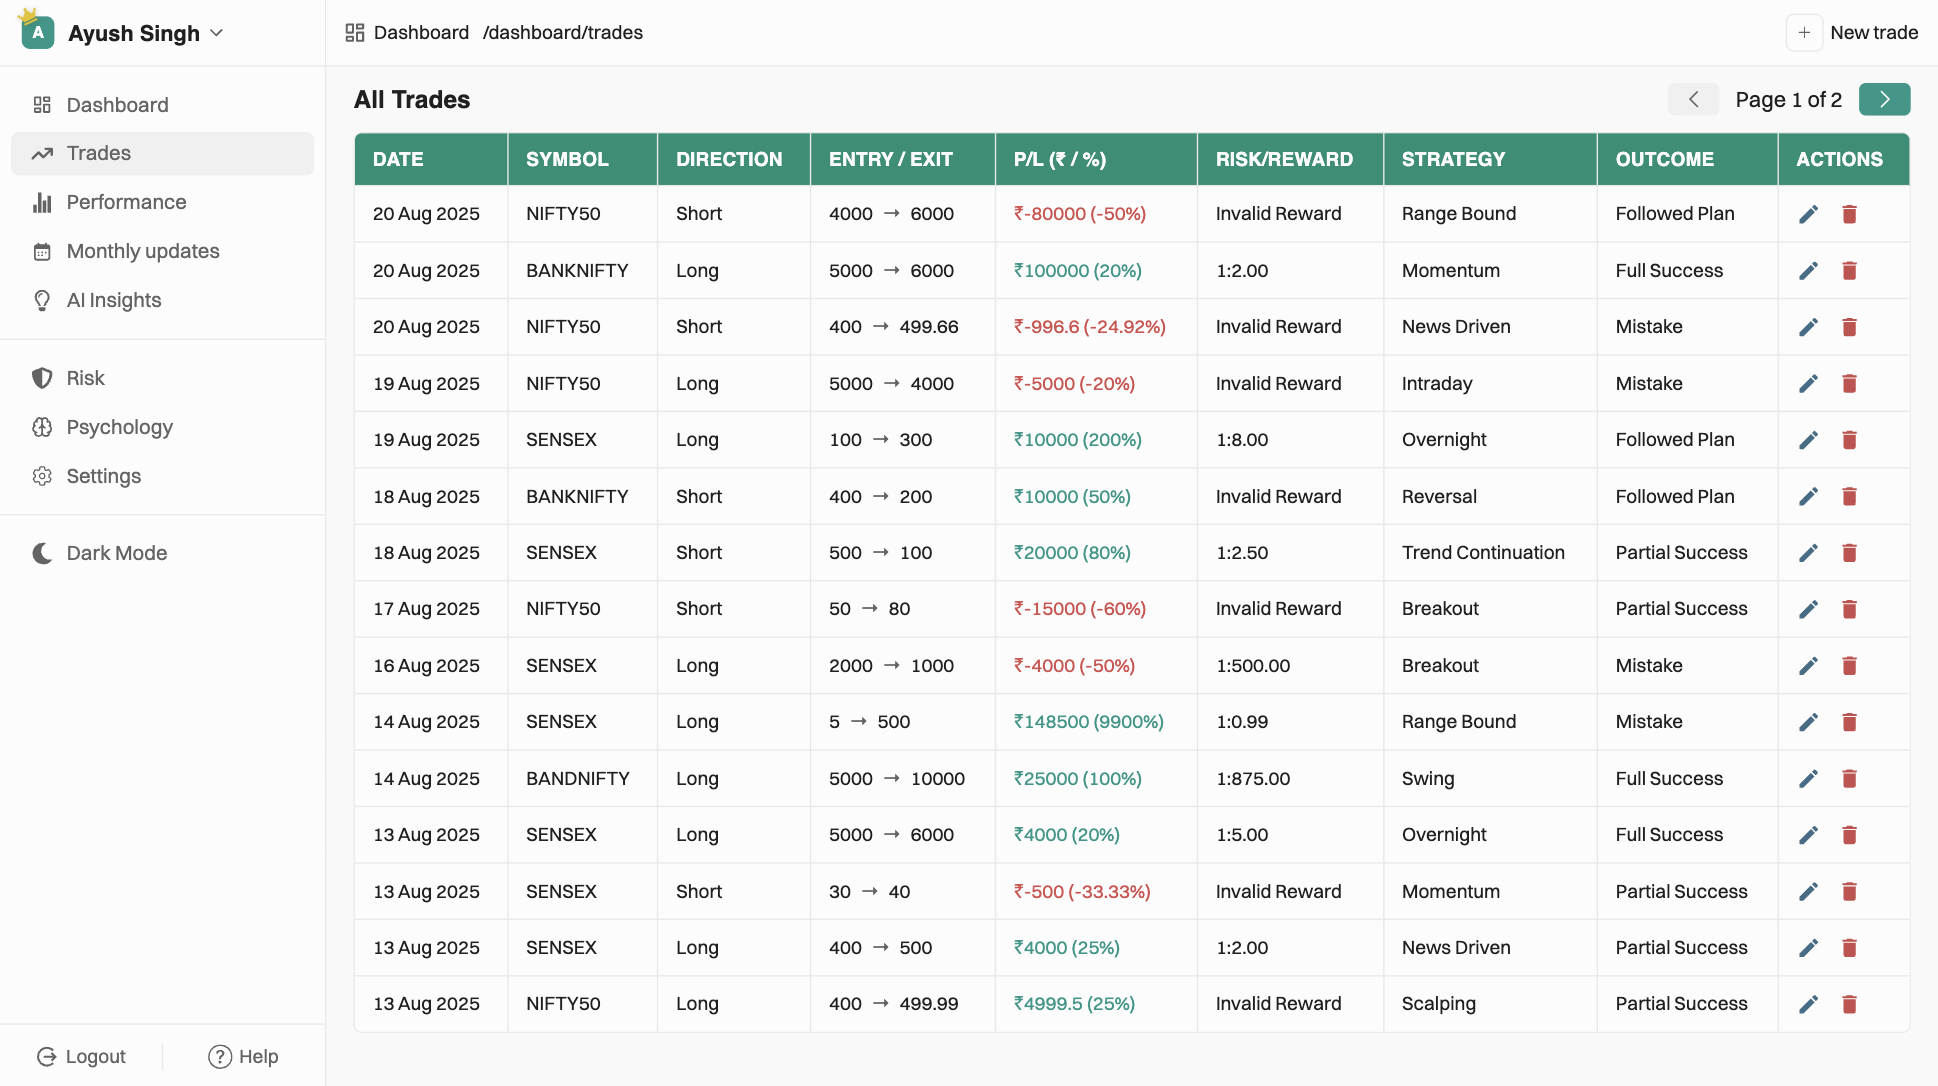 A Ayush Singh
Dashboard /dashboard/trades
New trade
Dashboard
Trades
Performance
Monthly updates
AI Insights
Risk
Psychology
Settings
Dark Mode
Logout
Help
All Trades
Page 1 of 2
DATE SYMBOL DIRECTION ENTRY / EXIT P/L (₹ / %) RISK/REWARD STRATEGY OUTCOME ACTIONS
20 Aug 2025 NIFTY50 Short 4000 → 6000 ₹-80000 (-50%) Invalid Reward Range Bound Followed Plan
20 Aug 2025 BANKNIFTY Long 5000 → 6000 ₹100000 (20%) 1:2.00 Momentum Full Success
20 Aug 2025 NIFTY50 Short 400 → 499.66 ₹-996.6 (-24.92%) Invalid Reward News Driven Mistake
19 Aug 2025 NIFTY50 Long 5000 → 4000 ₹-5000 (-20%) Invalid Reward Intraday Mistake
19 Aug 2025 SENSEX Long 100 → 300 ₹10000 (200%) 1:8.00 Overnight Followed Plan
18 Aug 2025 BANKNIFTY Short 400 → 200 ₹10000 (50%) Invalid Reward Reversal Followed Plan
18 Aug 2025 SENSEX Short 500 → 100 ₹20000 (80%) 1:2.50 Trend Continuation Partial Success
17 Aug 2025 NIFTY50 Short 50 → 80 ₹-15000 (-60%) Invalid Reward Breakout Partial Success
16 Aug 2025 SENSEX Long 2000 → 1000 ₹-4000 (-50%) 1:500.00 Breakout Mistake
14 Aug 2025 SENSEX Long 5 → 500 ₹148500 (9900%) 1:0.99 Range Bound Mistake
14 Aug 2025 BANDNIFTY Long 5000 → 10000 ₹25000 (100%) 1:875.00 Swing Full Success
13 Aug 2025 SENSEX Long 5000 → 6000 ₹4000 (20%) 1:5.00 Overnight Full Success
13 Aug 2025 SENSEX Short 30 → 40 ₹-500 (-33.33%) Invalid Reward Momentum Partial Success
13 Aug 2025 SENSEX Long 400 → 500 ₹4000 (25%) 1:2.00 News Driven Partial Success
13 Aug 2025 NIFTY50 Long 400 → 499.99 ₹4999.5 (25%) Invalid Reward Scalping Partial Success